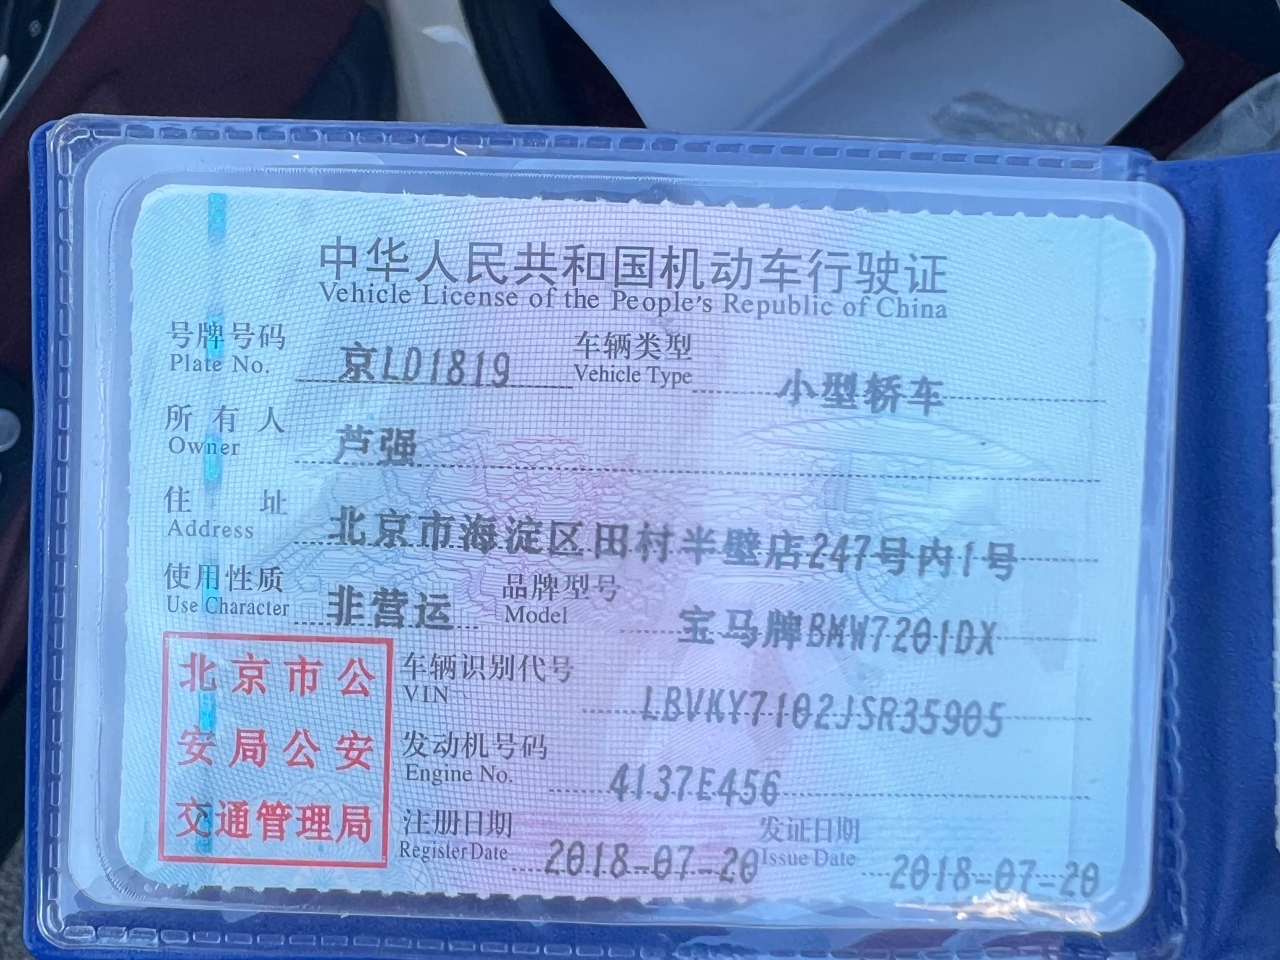 中华人民共和国机动车行驶证
Vehicle License of the People's Republic of China
号牌号码 京LD1819 车辆类型 小型轿车
Plate No. Vehicle Type
所有人 芦强
Owner
住址 北京市海淀区田村半壁店247号内1号
Address
使用性质 非营运 品牌型号 宝马牌BMW7201DX
Use Character Model
北京市公
安局公安
交通管理局
车辆识别代号 LBVKY7102JSR35905
VIN
发动机号码 4137E456
Engine No.
注册日期 2018-07-20 发证日期 2018-07-20
Register Date Issue Date